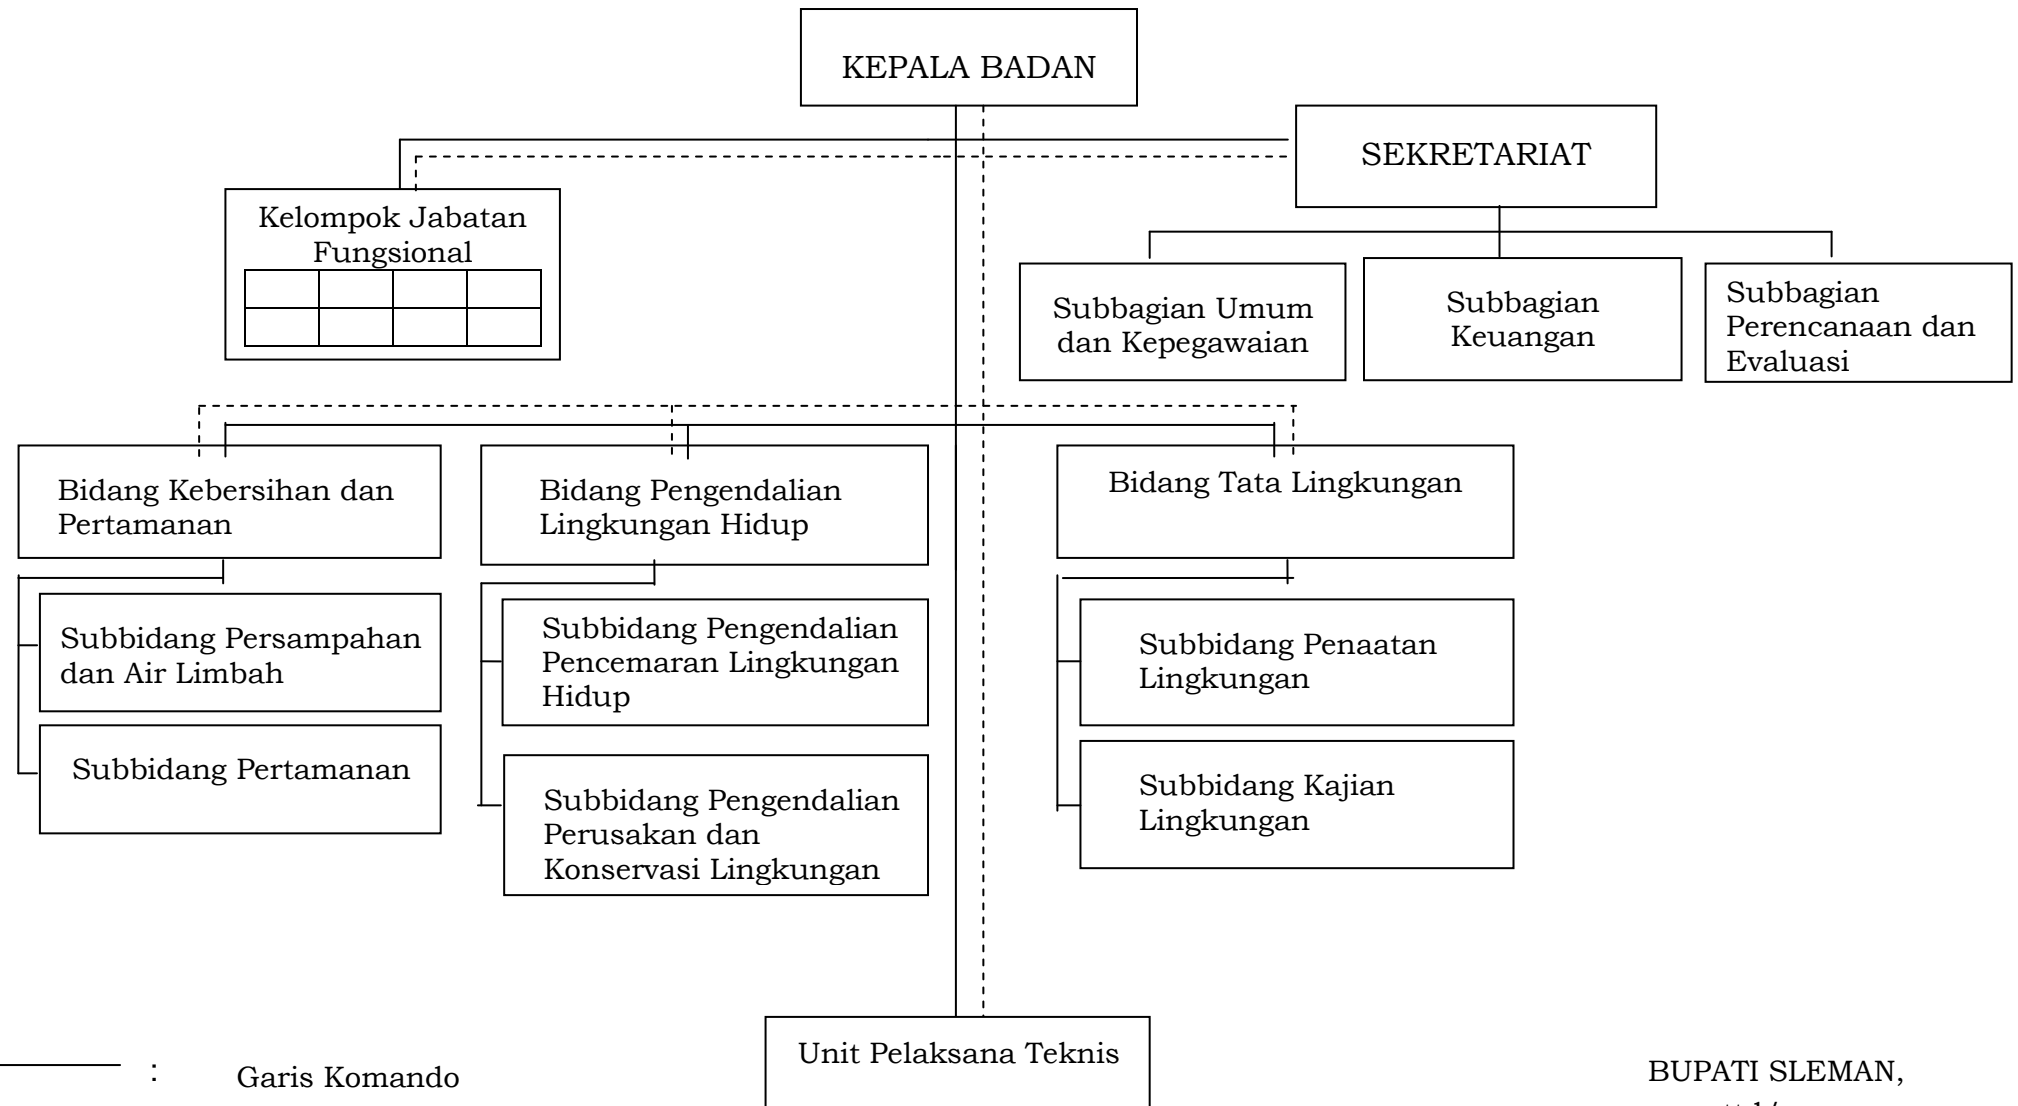 KEPALA BADAN
SEKRETARIAT
Kelompok Jabatan
Fungsional
Subbagian Umum
dan Kepegawaian
Subbagian
Keuangan
Subbagian
Perencanaan dan
Evaluasi
Bidang Kebersihan dan
Pertamanan
Bidang Pengendalian
Lingkungan Hidup
Bidang Tata Lingkungan
Subbidang Persampahan
dan Air Limbah
Subbidang Pertamanan
Subbidang Pengendalian
Pencemaran Lingkungan
Hidup
Subbidang Pengendalian
Perusakan dan
Konservasi Lingkungan
Subbidang Penaatan
Lingkungan
Subbidang Kajian
Lingkungan
Unit Pelaksana Teknis
: Garis Komando
BUPATI SLEMAN,